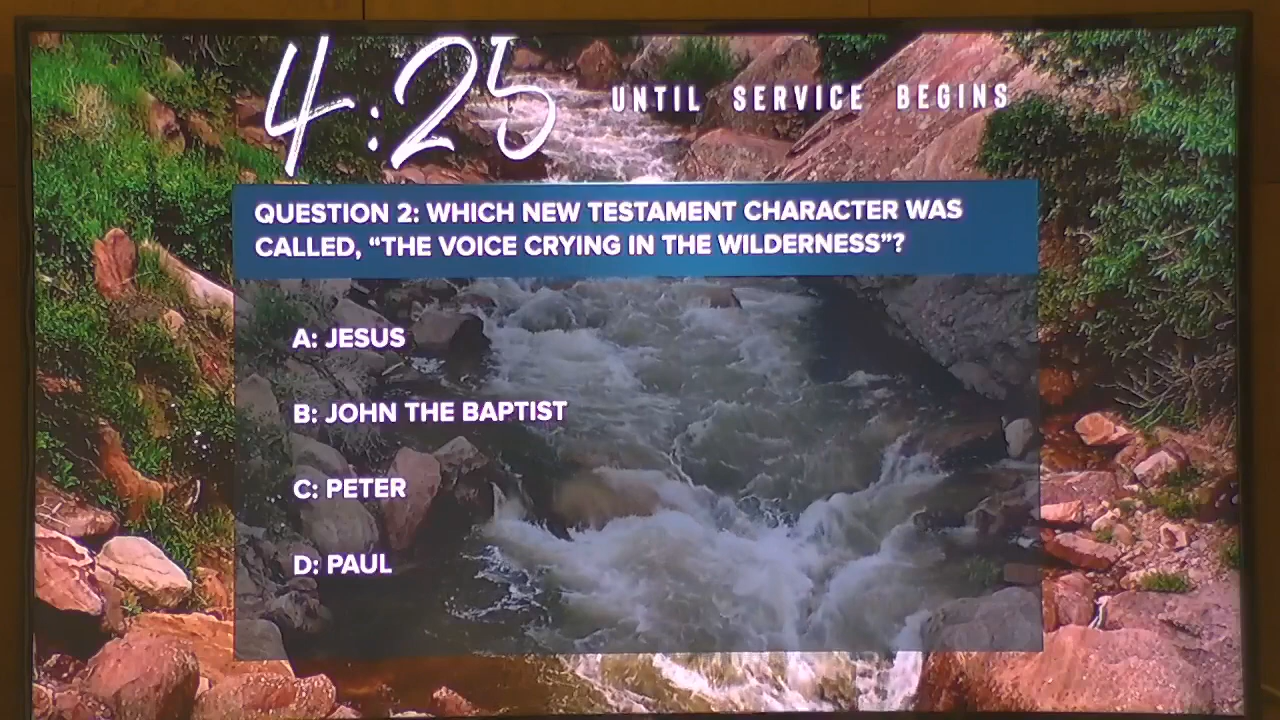 4:25 UNTIL SERVICE BEGINS
QUESTION 2: WHICH NEW TESTAMENT CHARACTER WAS
CALLED, “THE VOICE CRYING IN THE WILDERNESS”?
A: JESUS
B: JOHN THE BAPTIST
C: PETER
D: PAUL